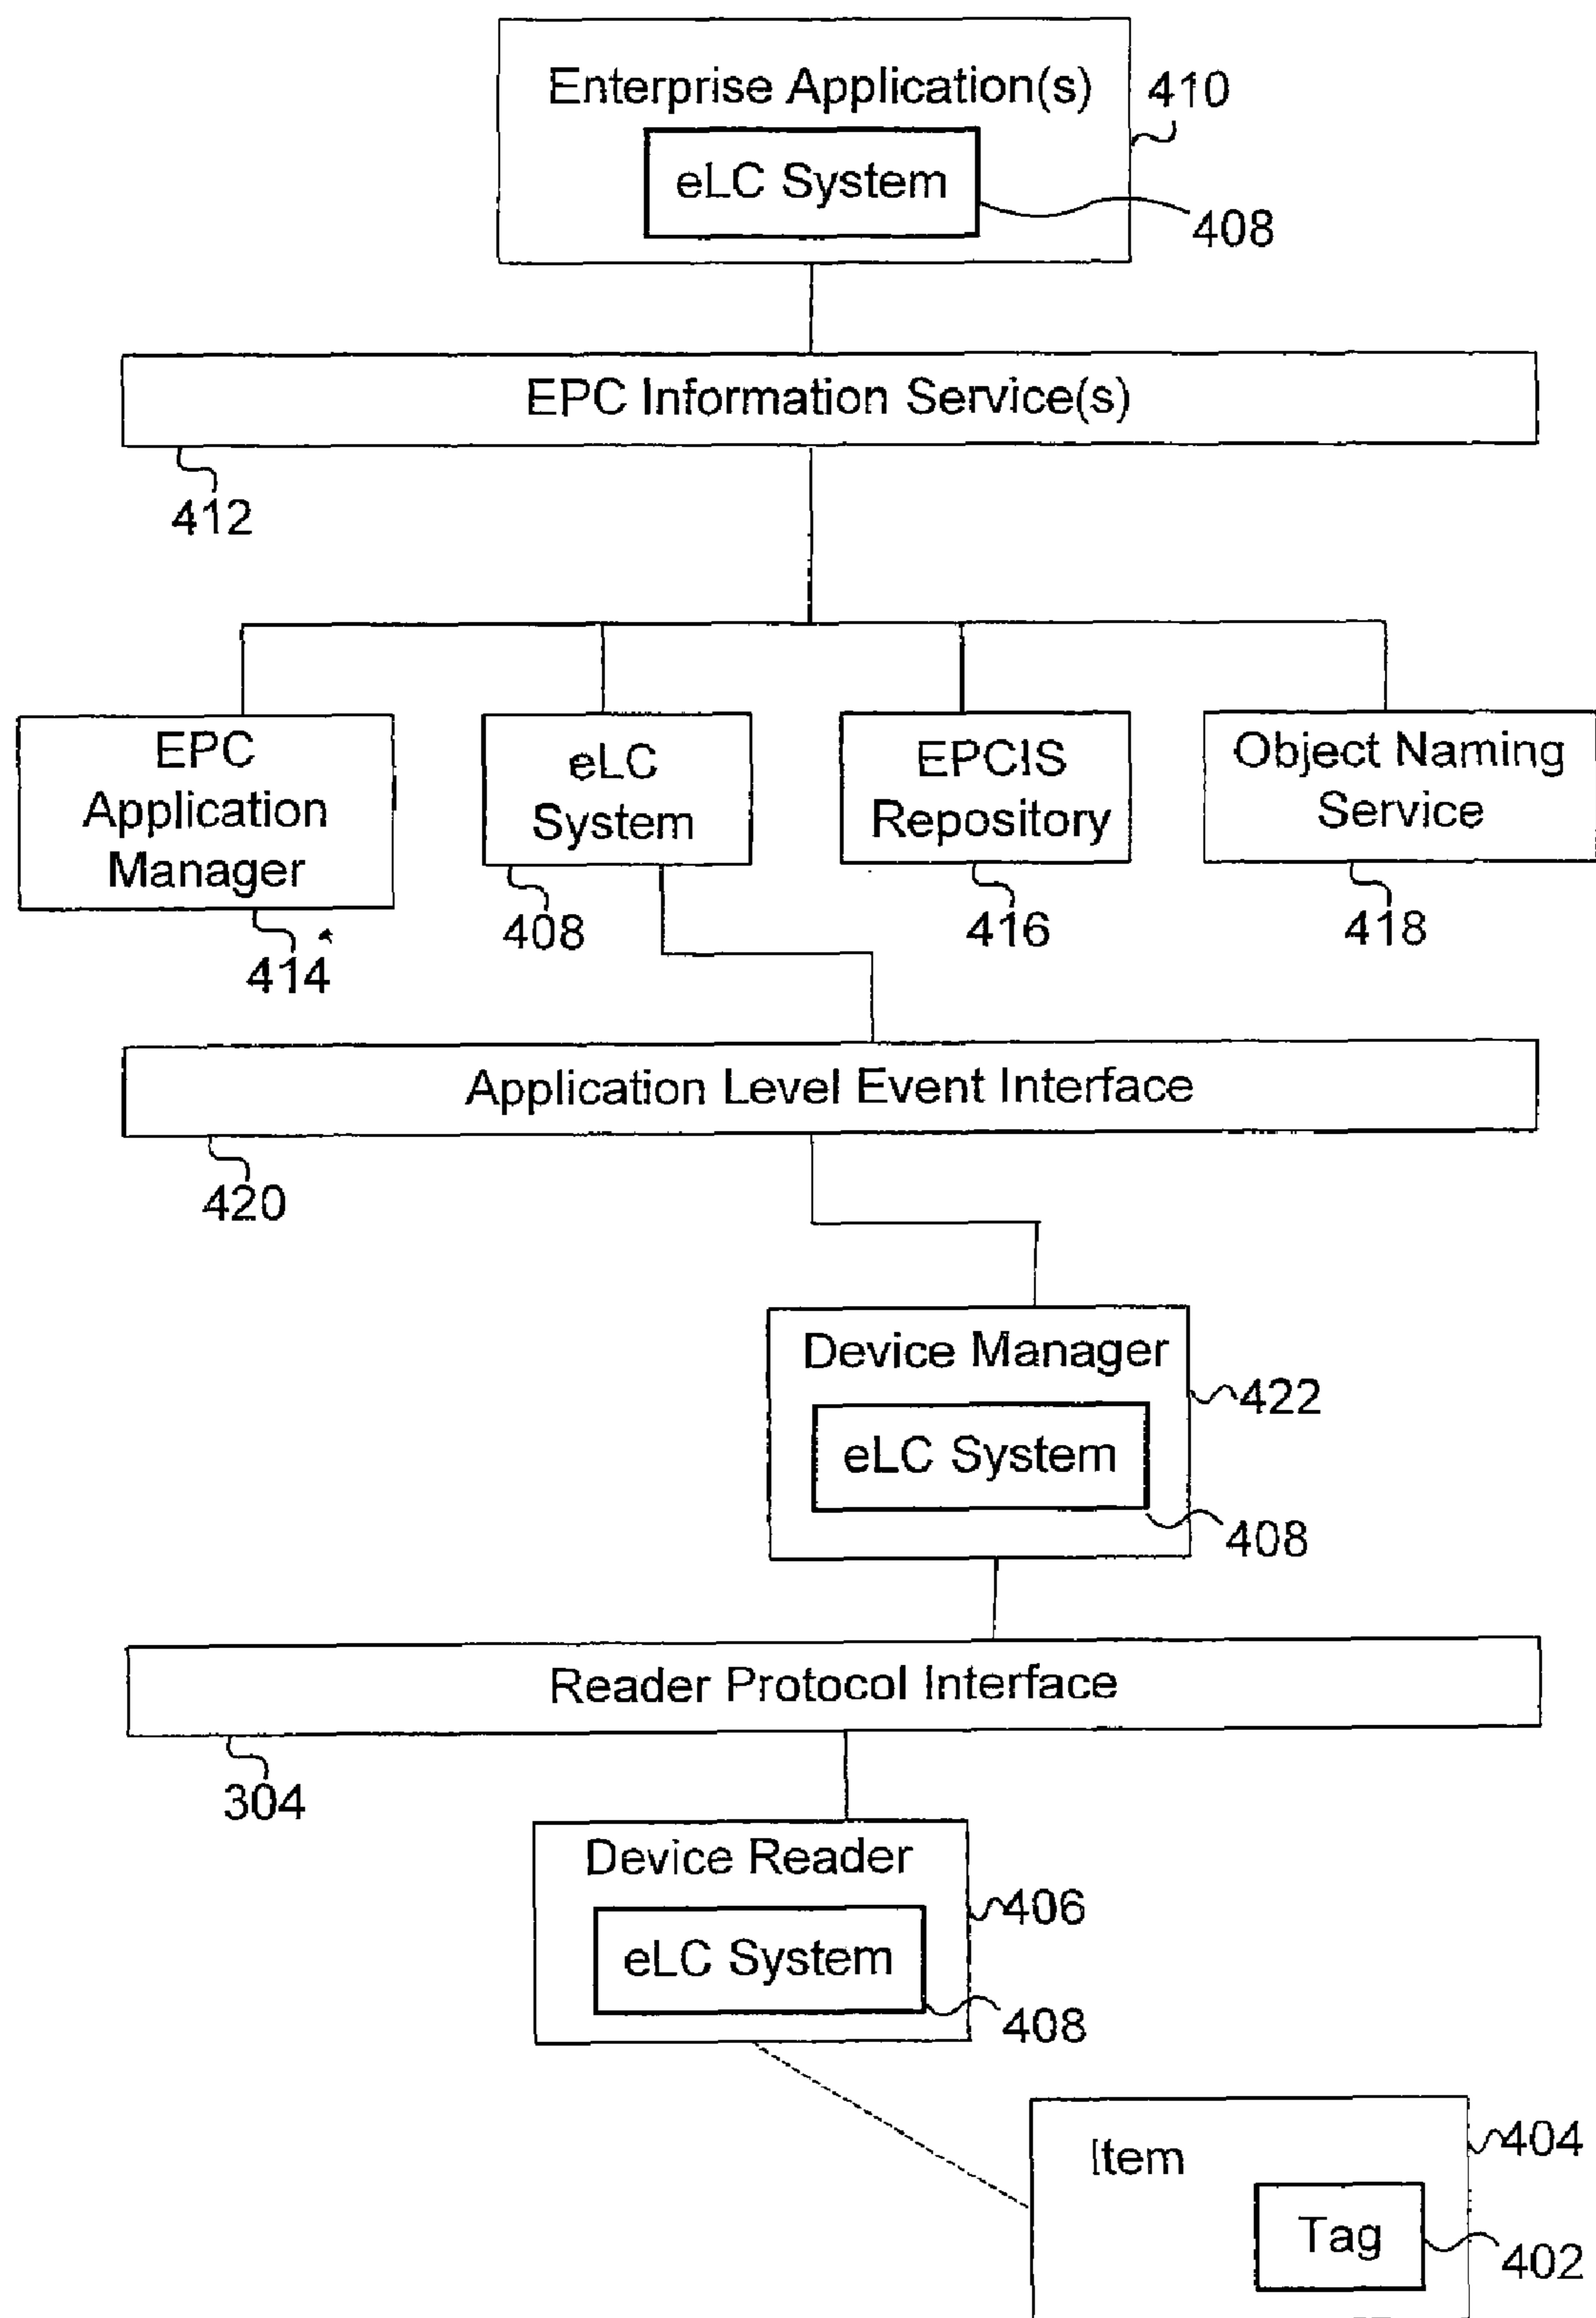 Enterprise Application(s)
410
eLC System
408
EPC Information Service(s)
412
EPC
Application
Manager
414
eLC
System
408
EPCIS
Repository
416
Object Naming
Service
418
Application Level Event Interface
420
Device Manager
422
eLC System
408
Reader Protocol Interface
304
Device Reader
406
eLC System
408
Item
404
Tag
402